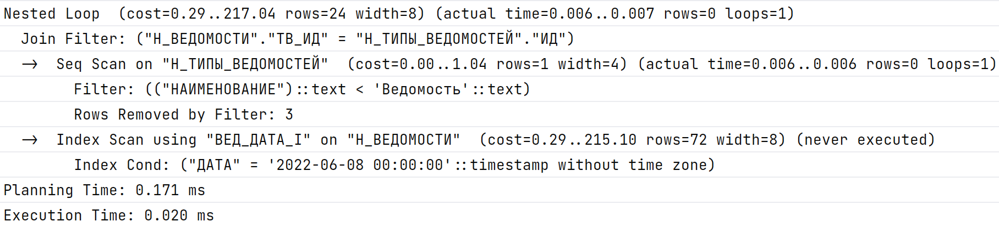 Nested Loop  (cost=0.29..217.04 rows=24 width=8) (actual time=0.006..0.007 rows=0 loops=1)
  Join Filter: ("Н_ВЕДОМОСТИ"."ТВ_ИД" = "Н_ТИПЫ_ВЕДОМОСТЕЙ"."ИД")
  ->  Seq Scan on "Н_ТИПЫ_ВЕДОМОСТЕЙ"  (cost=0.00..1.04 rows=1 width=4) (actual time=0.006..0.006 rows=0 loops=1)
        Filter: (("НАИМЕНОВАНИЕ")::text < 'Ведомость'::text)
        Rows Removed by Filter: 3
  ->  Index Scan using "ВЕД_ДАТА_I" on "Н_ВЕДОМОСТИ"  (cost=0.29..215.10 rows=72 width=8) (never executed)
        Index Cond: ("ДАТА" = '2022-06-08 00:00:00'::timestamp without time zone)
Planning Time: 0.171 ms
Execution Time: 0.020 ms